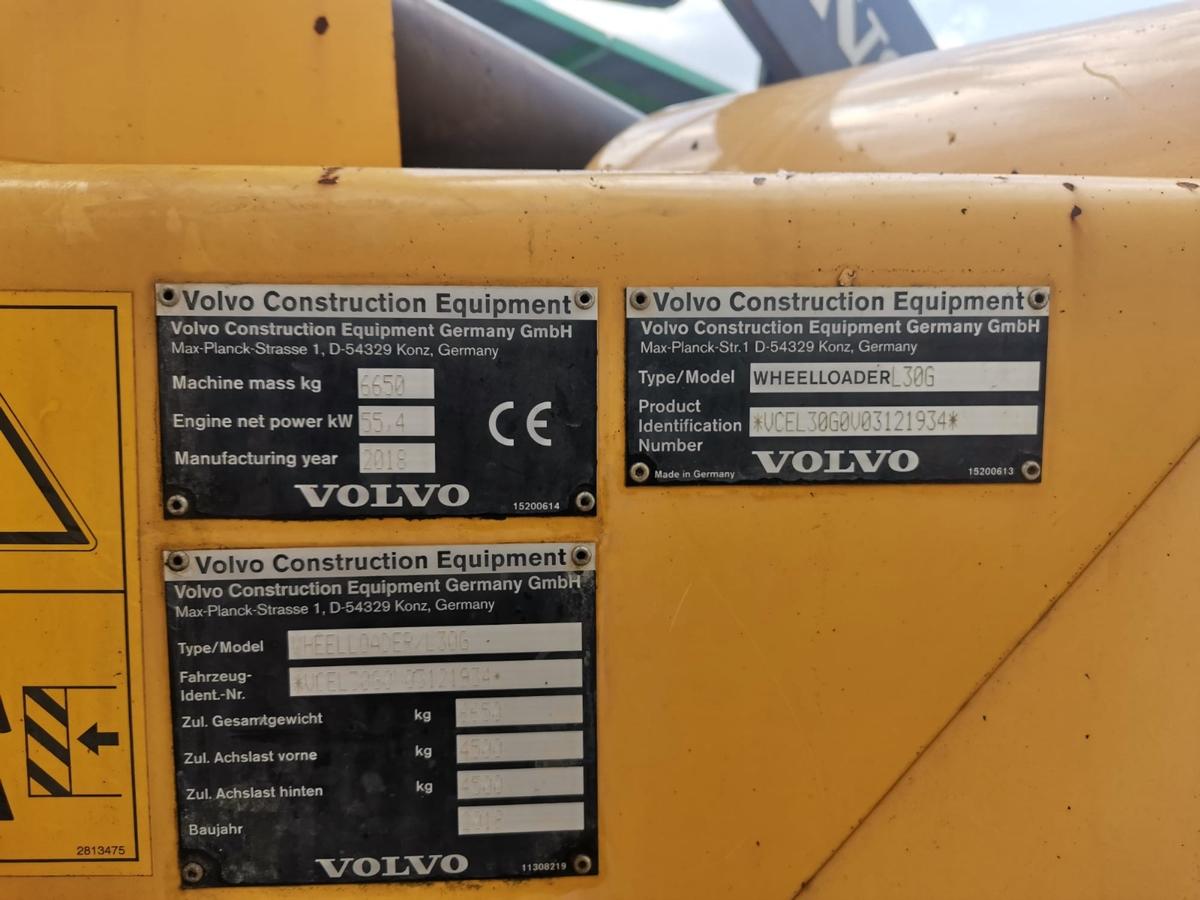 Volvo Construction Equipment
Volvo Construction Equipment Germany GmbH
Max-Planck-Strasse 1, D-54329 Konz, Germany
Machine mass kg 6650
Engine net power kW 55,4
Manufacturing year 2018
CE
VOLVO
15200614
Volvo Construction Equipment
Volvo Construction Equipment Germany GmbH
Max-Planck-Str.1 D-54329 Konz, Germany
Type/Model WHEELLOADER L30G
Product
Identification *VCEL30G0V03121934*
Number
Made in Germany VOLVO 15200613
Volvo Construction Equipment
Volvo Construction Equipment Germany GmbH
Max-Planck-Strasse 1, D-54329 Konz, Germany
Type/Model WHEELLOADER/L30G
Fahrzeug-
Ident.-Nr. *VCEL30G0V03121934*
Zul. Gesamtgewicht kg 6650
Zul. Achslast vorne kg 4500
Zul. Achslast hinten kg 4500
Baujahr 2018
VOLVO
11308219
2813475